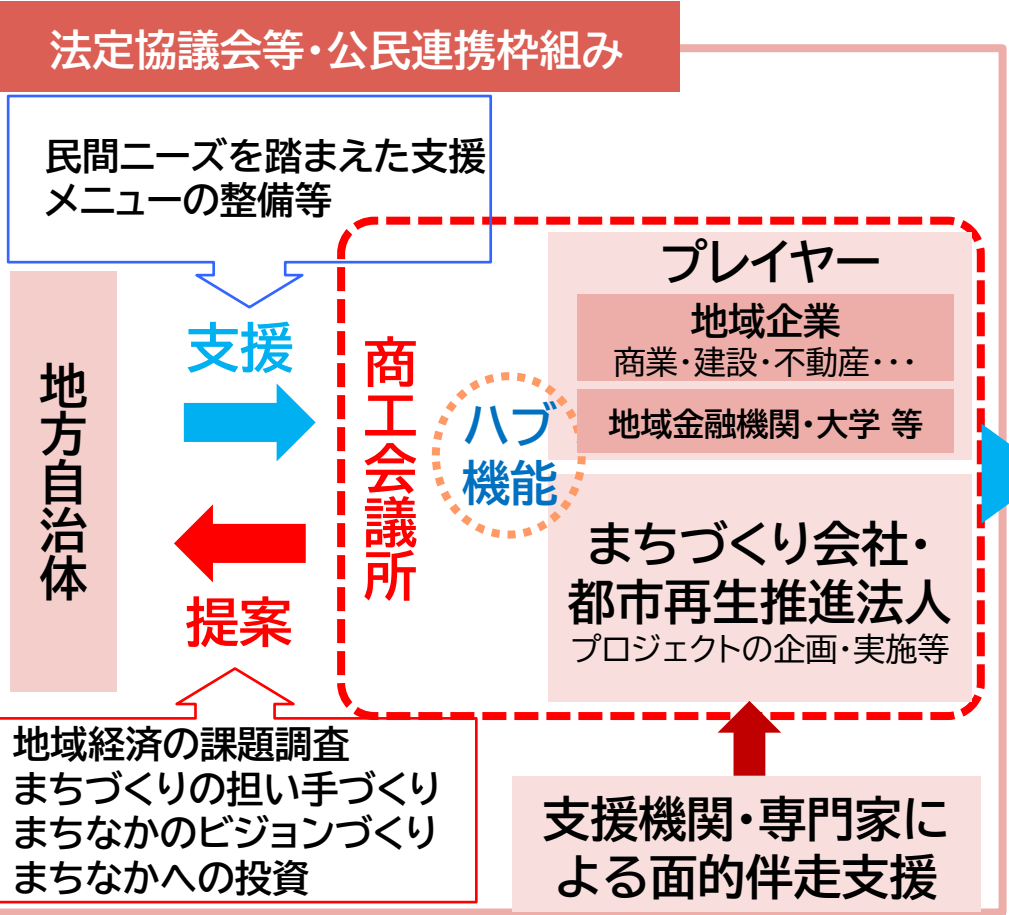 法定協議会等・公民連携枠組み
民間ニーズを踏まえた支援
メニューの整備等
地方自治体
支援
提案
地域経済の課題調査
まちづくりの担い手づくり
まちなかのビジョンづくり
まちなかへの投資
商工会議所
ハブ
機能
プレイヤー
地域企業
商業・建設・不動産・・・
地域金融機関・大学 等
まちづくり会社・
都市再生推進法人
プロジェクトの企画・実施等
支援機関・専門家に
よる面的伴走支援